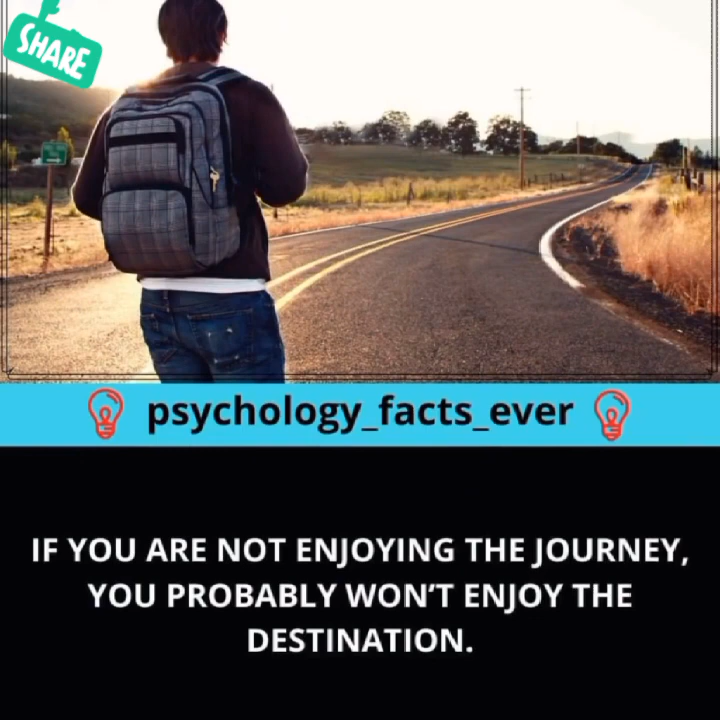 SHARE
psychology_facts_ever
IF YOU ARE NOT ENJOYING THE JOURNEY,
YOU PROBABLY WON'T ENJOY THE
DESTINATION.